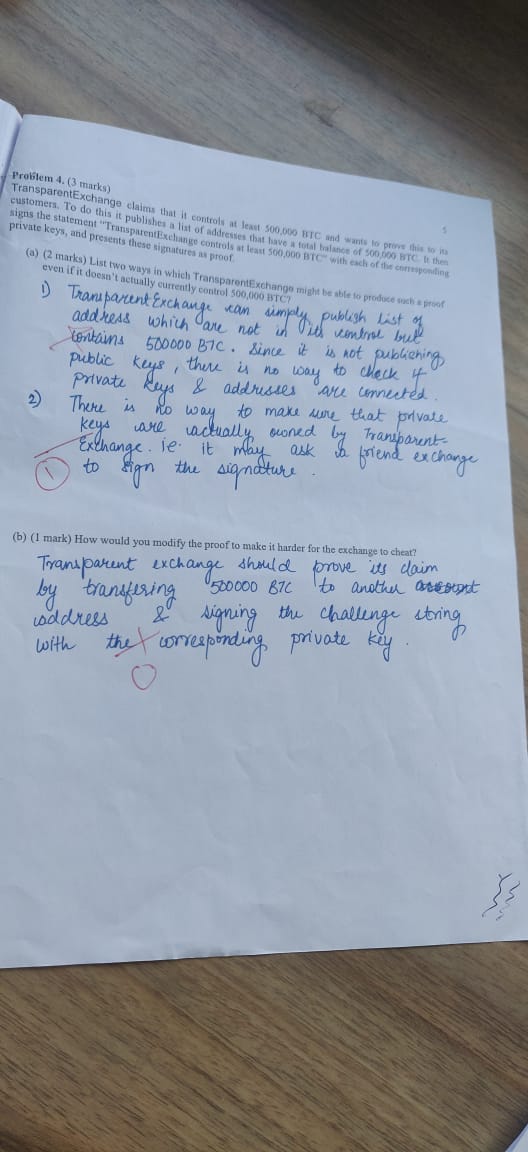 5
Problem 4. (3 marks)
TransparentExchange claims that it controls at least 500,000 BTC and wants to prove this to its
customers. To do this it publishes a list of addresses that have a total balance of 500,000 BTC. It then
signs the statement "TransparentExchange controls at least 500,000 BTC" with each of the corresponding
private keys, and presents these signatures as proof.
(a) (2 marks) List two ways in which TransparentExchange might be able to produce such a proof
even if it doesn't actually currently control 500,000 BTC?
1) Transparent Exchange can simply publish list of
address which are not in its control but
contains 500000 BTC. Since it is not publishing
public keys, there is no way to check if
private keys & addresses are connected.
2) There is no way to make sure that private
keys are actually owned by Transparent-
Exchange. ie. it may ask a friend exchange
to sign the signature.
1
(b) (1 mark) How would you modify the proof to make it harder for the exchange to cheat?
Transparent exchange should prove its claim
by transfering 500000 BTC to another account
address & signing the challenge string
with the corresponding private key.
0